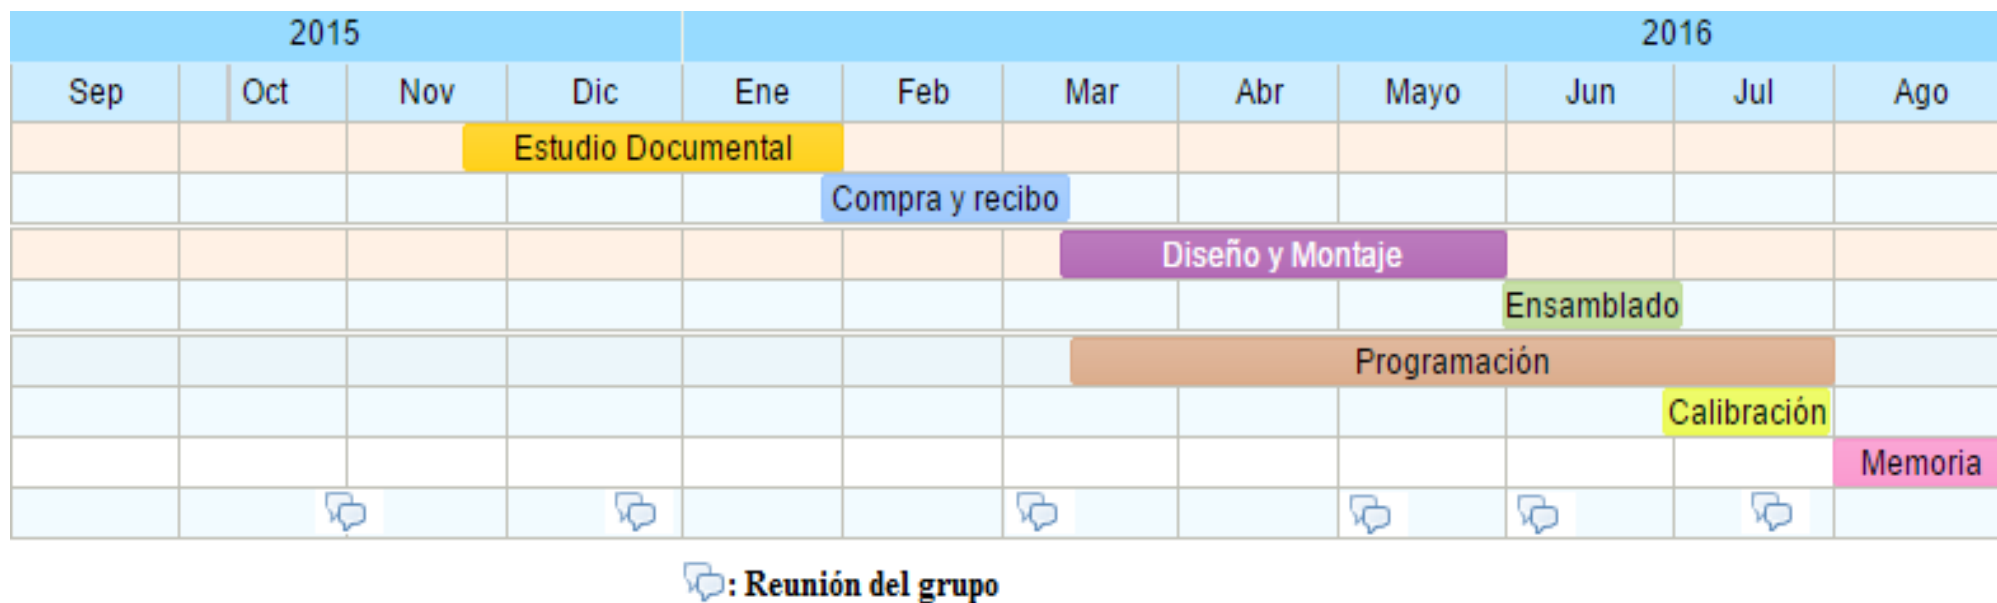 2015 2016
Sep Oct Nov Dic Ene Feb Mar Abr Mayo Jun Jul Ago
Estudio Documental
Compra y recibo
Diseño y Montaje
Ensamblado
Programación
Calibración
Memoria
: Reunión del grupo